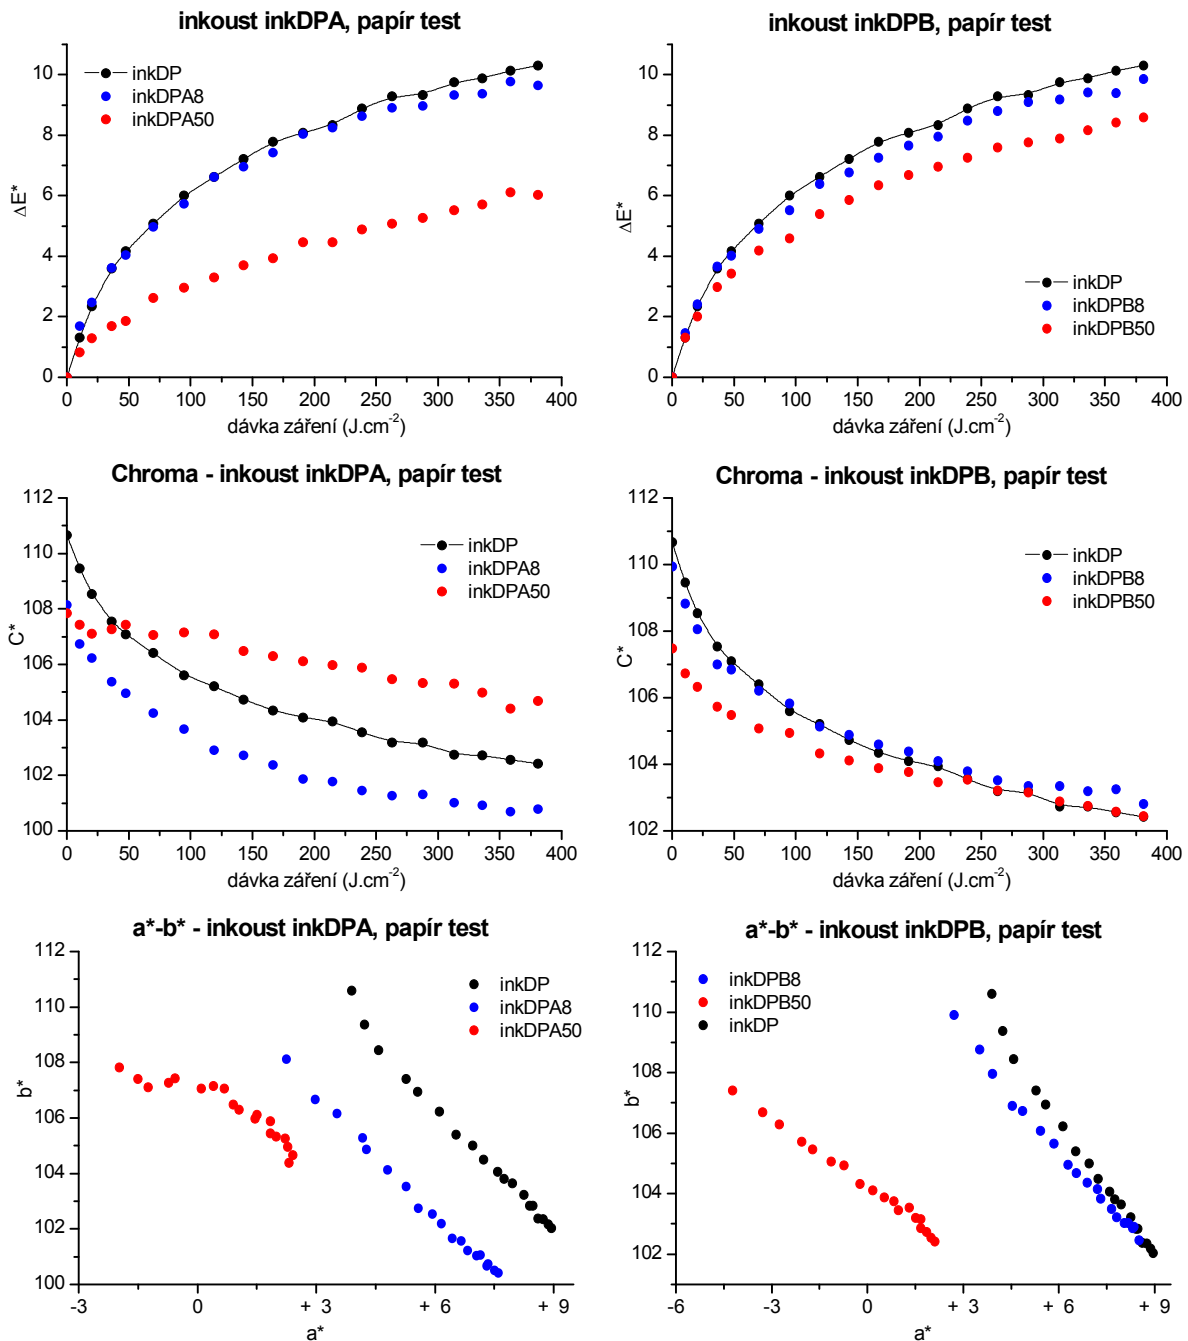 inkoust inkDPA, papír test
10
8
6
4
2
0
ΔE*
inkDP
inkDPA8
inkDPA50
0 50 100 150 200 250 300 350 400
dávka záření (J.cm-2)
inkoust inkDPB, papír test
10
8
6
4
2
0
ΔE*
inkDP
inkDPB8
inkDPB50
0 50 100 150 200 250 300 350 400
dávka záření (J.cm-2)
Chroma - inkoust inkDPA, papír test
112
110
108
106
104
102
100
C*
inkDP
inkDPA8
inkDPA50
0 50 100 150 200 250 300 350 400
dávka záření (J.cm-2)
Chroma - inkoust inkDPB, papír test
112
110
108
106
104
102
C*
inkDP
inkDPB8
inkDPB50
0 50 100 150 200 250 300 350 400
dávka záření (J.cm-2)
a*-b* - inkoust inkDPA, papír test
112
110
108
106
104
102
100
b*
inkDP
inkDPA8
inkDPA50
-3 0 + 3 + 6 + 9
a*
a*-b* - inkoust inkDPB, papír test
112
110
108
106
104
102
b*
inkDPB8
inkDPB50
inkDP
-6 -3 0 + 3 + 6 + 9
a*